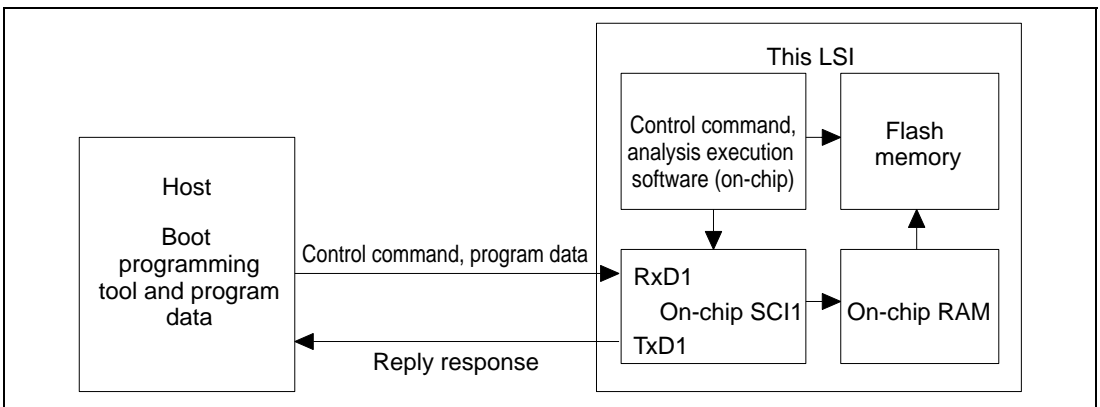 This LSI
Control command,
analysis execution
software (on-chip)
Flash
memory
Host
Boot
programming
tool and program
data
Control command, program data
RxD1
On-chip SCI1
TxD1
On-chip RAM
Reply response